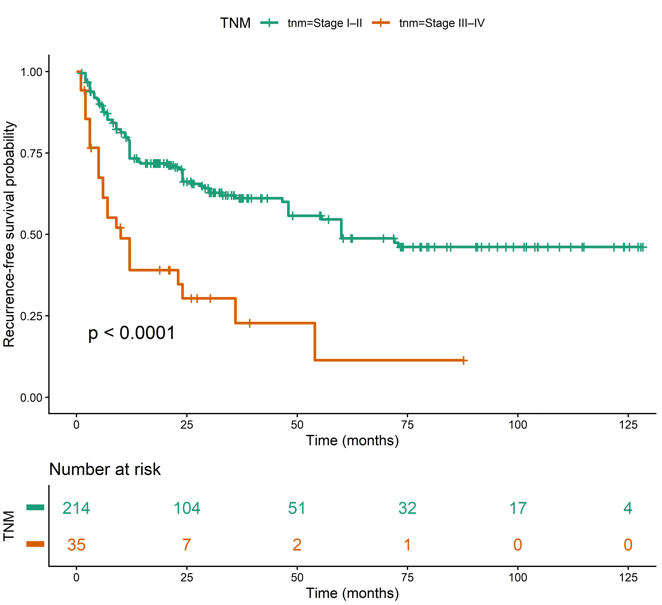 TNM tnm=Stage I–II tnm=Stage III–IV
Recurrence-free survival probability
1.00
0.75
0.50
0.25
0.00
p < 0.0001
0 25 50 75 100 125
Time (months)
Number at risk
TNM
214 104 51 32 17 4
35 7 2 1 0 0
0 25 50 75 100 125
Time (months)